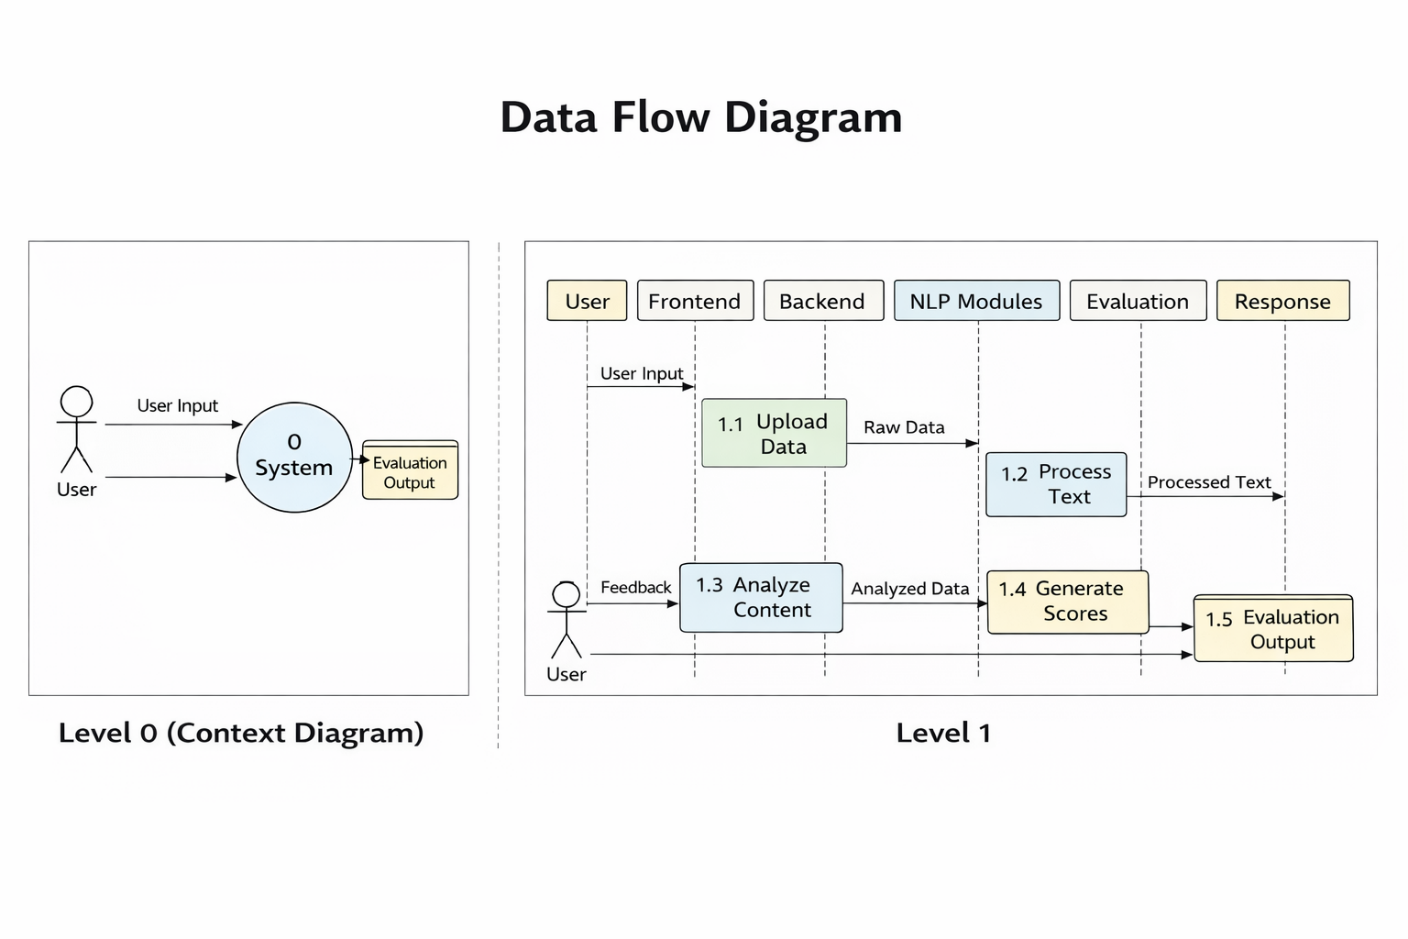 Data Flow Diagram
User Input
User
0
System
Evaluation
Output
Level 0 (Context Diagram)
User
Frontend
Backend
NLP Modules
Evaluation
Response
User Input
1.1 Upload
Data
Raw Data
1.2 Process
Text
Processed Text
Feedback
1.3 Analyze
Content
Analyzed Data
1.4 Generate
Scores
1.5 Evaluation
Output
User
Level 1